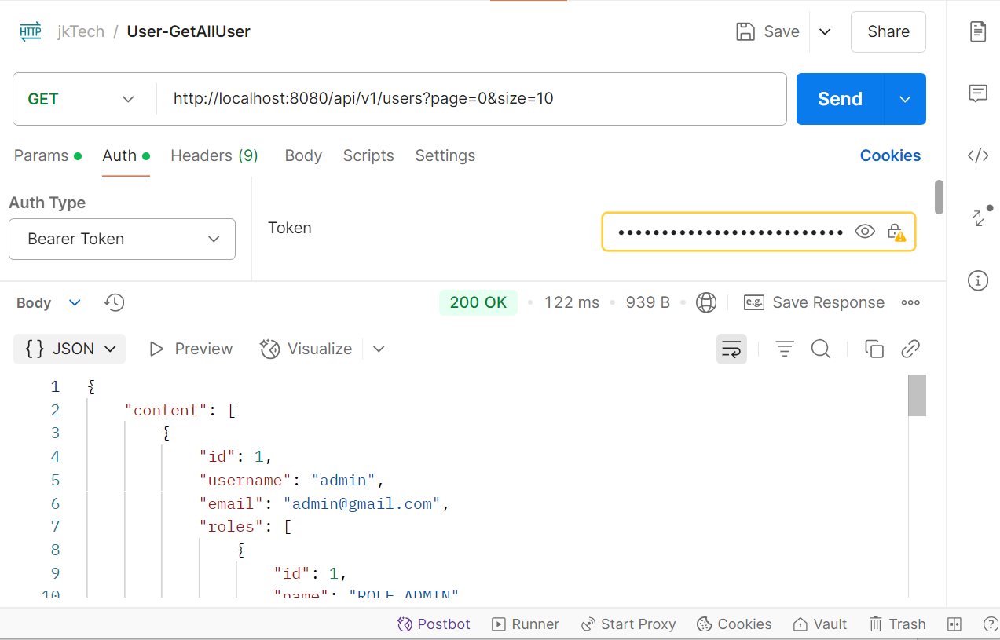 HTTP jkTech / User-GetAllUser Save Share
GET http://localhost:8080/api/v1/users?page=0&size=10 Send
Params Auth Headers (9) Body Scripts Settings Cookies
Auth Type
Bearer Token
Token
Body 200 OK 122 ms 939 B e.g. Save Response
{} JSON Preview Visualize
1 {
2 "content": [
3 {
4 "id": 1,
5 "username": "admin",
6 "email": "admin@gmail.com",
7 "roles": [
8 {
9 "id": 1,
10 "name": "ROLE_ADMIN"
Postbot Runner Start Proxy Cookies Vault Trash